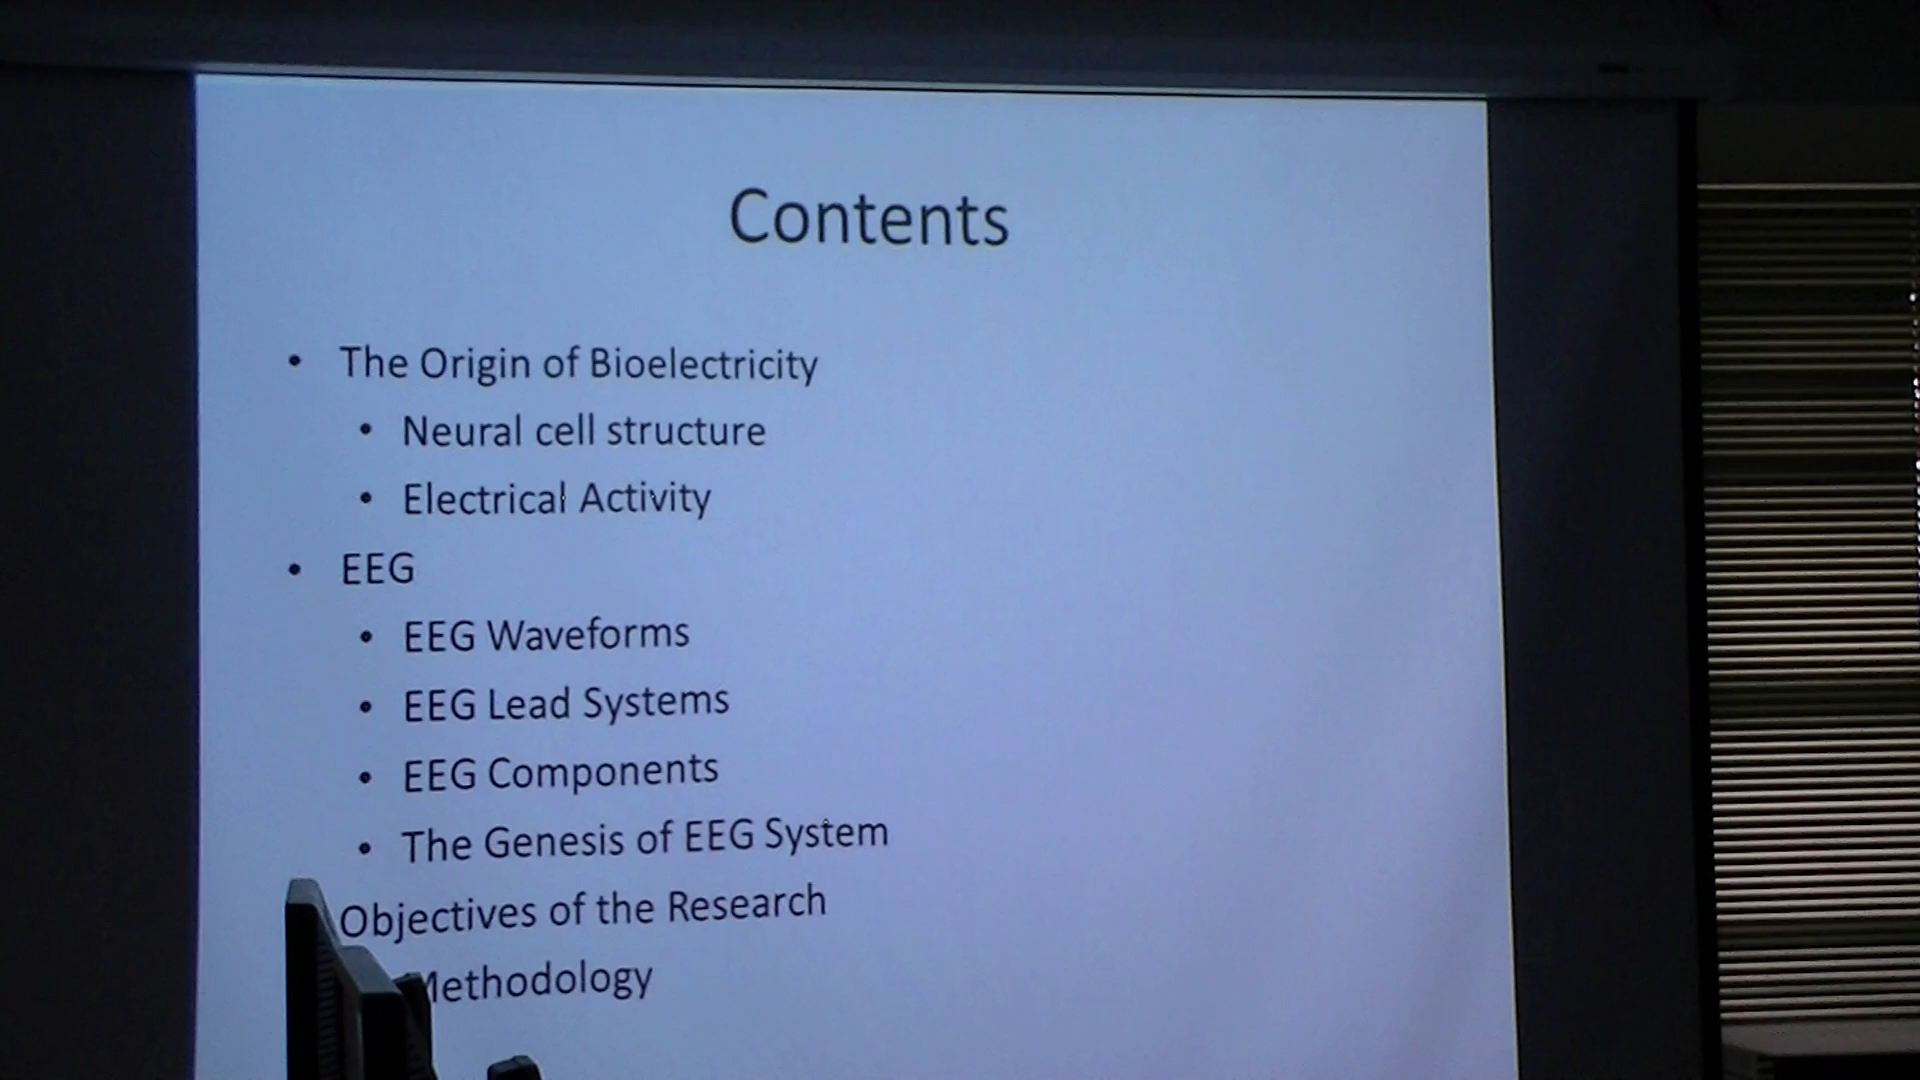 Contents
• The Origin of Bioelectricity
• Neural cell structure
• Electrical Activity
• EEG
• EEG Waveforms
• EEG Lead Systems
• EEG Components
• The Genesis of EEG System
Objectives of the Research
Methodology